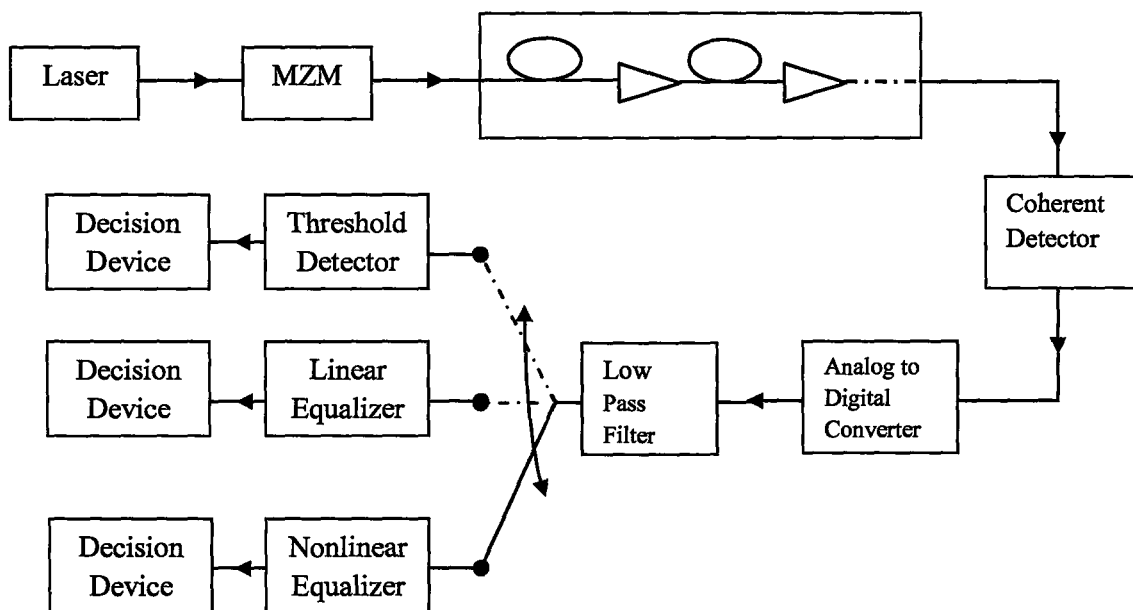 Laser
MZM
Coherent
Detector
Decision
Device
Threshold
Detector
Decision
Device
Linear
Equalizer
Low
Pass
Filter
Analog to
Digital
Converter
Decision
Device
Nonlinear
Equalizer